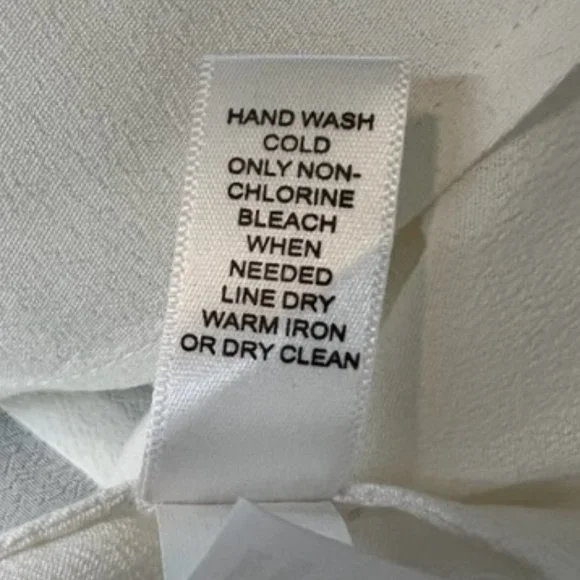 HAND WASH
COLD
ONLY NON-
CHLORINE
BLEACH
WHEN
NEEDED
LINE DRY
WARM IRON
OR DRY CLEAN